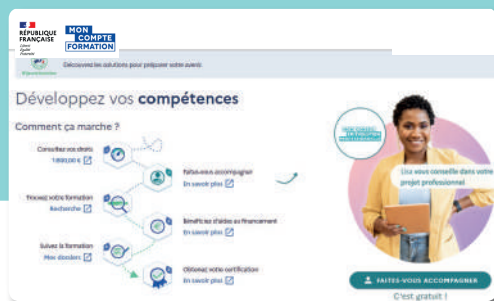 RÉPUBLIQUE
FRANÇAISE
Liberté
Égalité
Fraternité
MON
COMPTE
FORMATION
Découvrez les solutions pour préparer votre avenir.
Développez vos compétences
Comment ça marche ?
Consultez vos droits
Faites-vous accompagner
En savoir plus
Trouvez votre formation
Recherche
Bénéficiez d'aides au financement
En savoir plus
Suivez la formation
Mes dossiers
Obtenez votre certification
En savoir plus
Lisa vous conseille dans votre
projet professionnel
FAITES-VOUS ACCOMPAGNER
C'est gratuit !